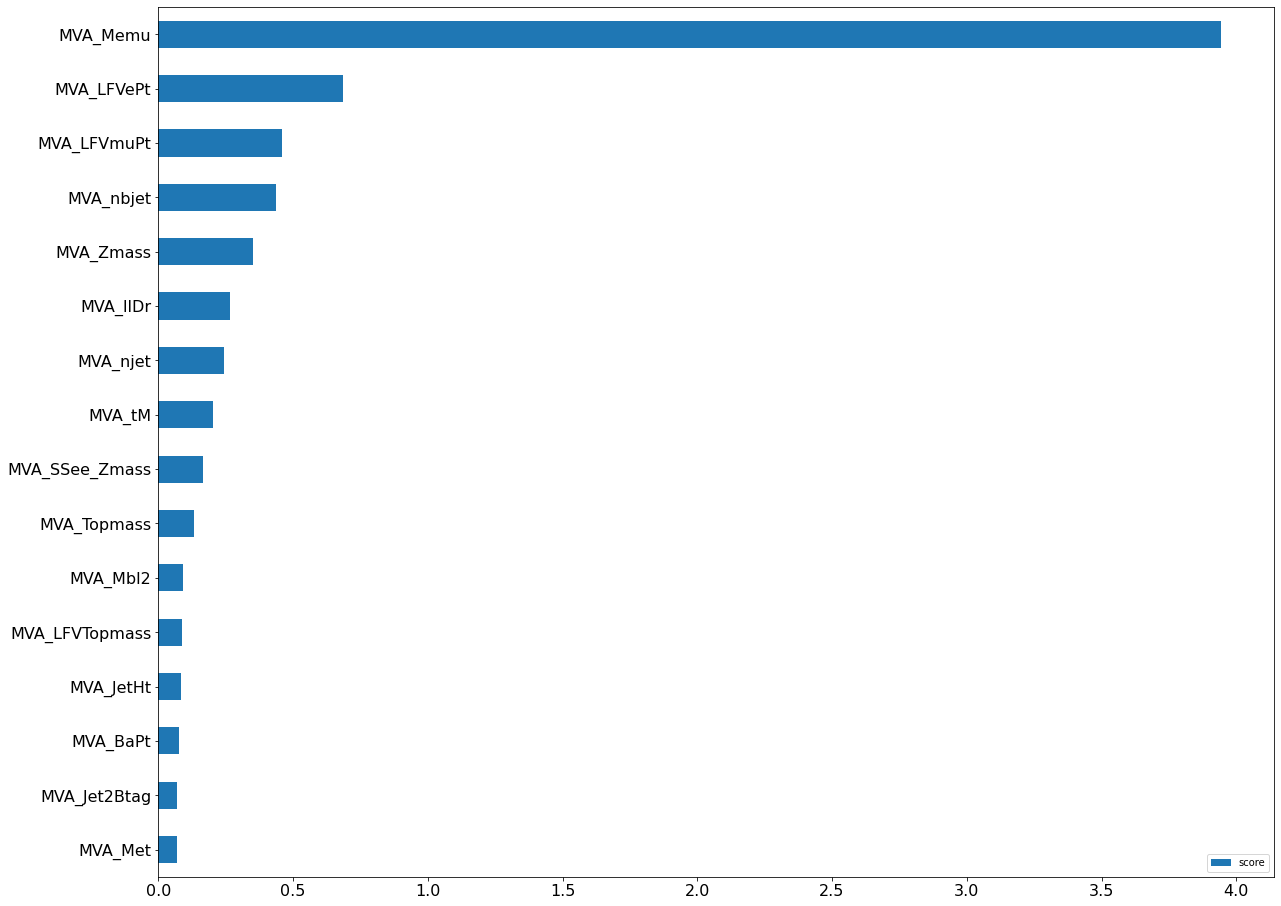 MVA_Memu
MVA_LFVePt
MVA_LFVmuPt
MVA_nbjet
MVA_Zmass
MVA_llDr
MVA_njet
MVA_tM
MVA_SSee_Zmass
MVA_Topmass
MVA_Mbl2
MVA_LFVTopmass
MVA_JetHt
MVA_BaPt
MVA_Jet2Btag
MVA_Met
score
0.0 0.5 1.0 1.5 2.0 2.5 3.0 3.5 4.0